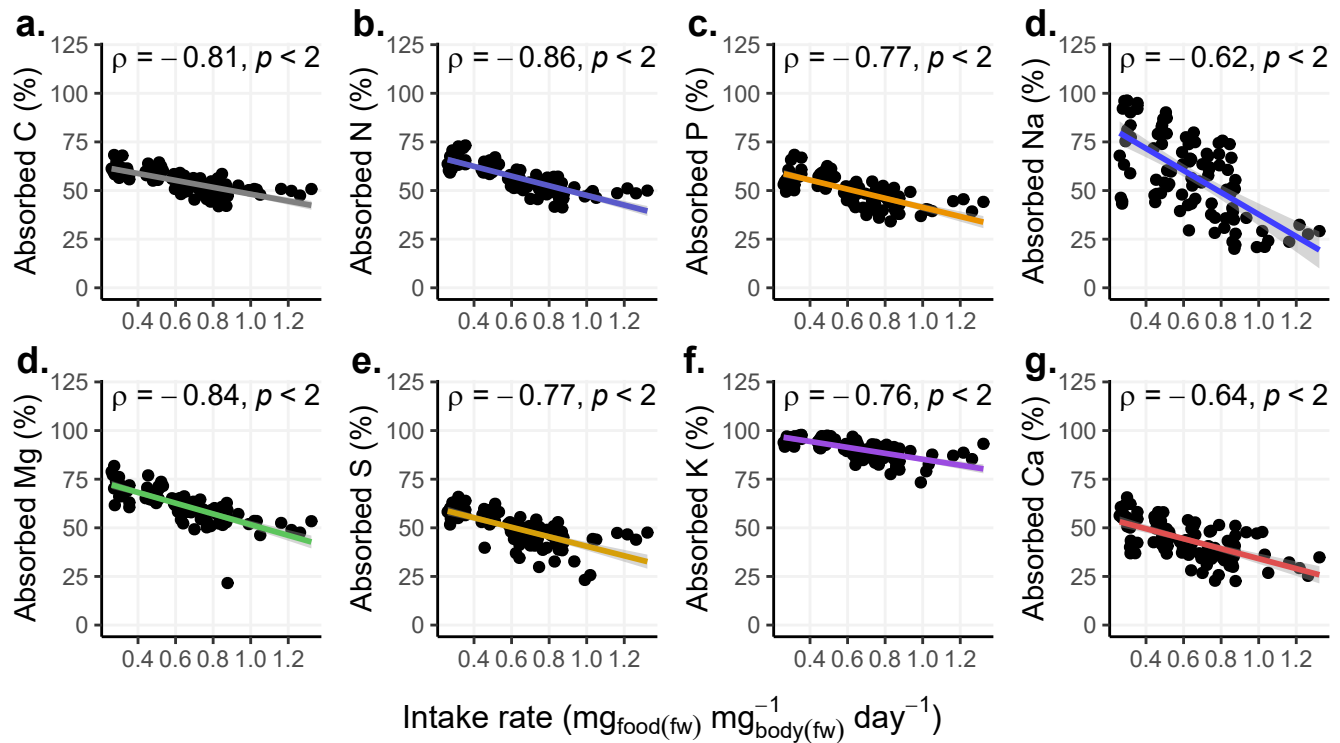 a. b. c. d.
ρ = −0.81, p < 2 ρ = −0.86, p < 2 ρ = −0.77, p < 2 ρ = −0.62, p < 2
Absorbed C (%) Absorbed N (%) Absorbed P (%) Absorbed Na (%)
125 125 125 125
100 100 100 100
75 75 75 75
50 50 50 50
25 25 25 25
0 0 0 0
0.4 0.6 0.8 1.0 1.2 0.4 0.6 0.8 1.0 1.2 0.4 0.6 0.8 1.0 1.2 0.4 0.6 0.8 1.0 1.2
d. e. f. g.
ρ = −0.84, p < 2 ρ = −0.77, p < 2 ρ = −0.76, p < 2 ρ = −0.64, p < 2
Absorbed Mg (%) Absorbed S (%) Absorbed K (%) Absorbed Ca (%)
125 125 125 125
100 100 100 100
75 75 75 75
50 50 50 50
25 25 25 25
0 0 0 0
0.4 0.6 0.8 1.0 1.2 0.4 0.6 0.8 1.0 1.2 0.4 0.6 0.8 1.0 1.2 0.4 0.6 0.8 1.0 1.2
Intake rate (mg_food(fw) mg_body(fw)^−1 day^−1)